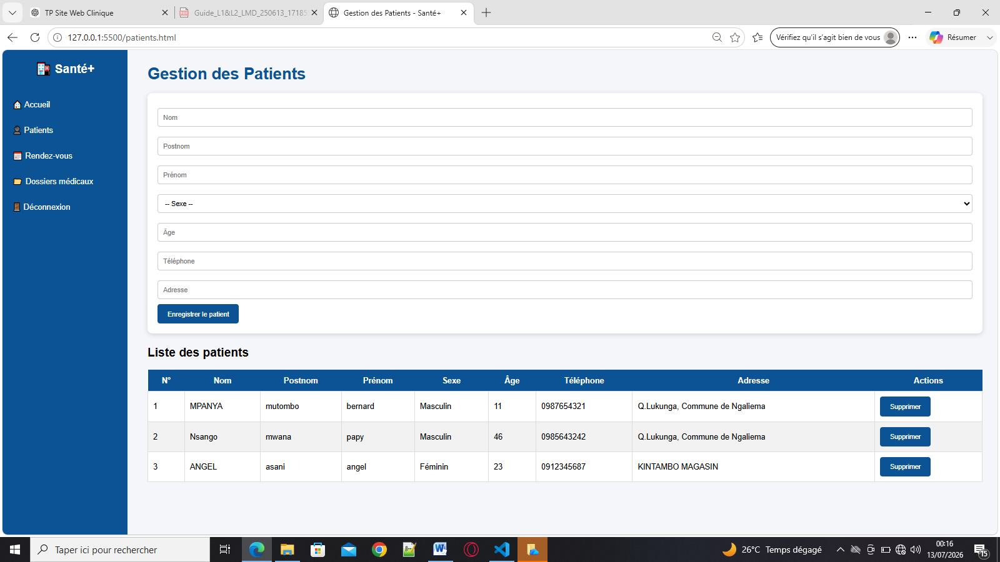 TP Site Web Clinique
Guide_L1&L2_LMD_250613_17185
Gestion des Patients - Santé+
127.0.0.1:5500/patients.html
Vérifiez qu'il s'agit bien de vous
Résumer
Santé+
Accueil
Patients
Rendez-vous
Dossiers médicaux
Déconnexion
Gestion des Patients
Nom
Postnom
Prénom
-- Sexe --
Âge
Téléphone
Adresse
Enregistrer le patient
Liste des patients
N° Nom Postnom Prénom Sexe Âge Téléphone Adresse Actions
1 MPANYA mutombo bernard Masculin 11 0987654321 Q.Lukunga, Commune de Ngaliema Supprimer
2 Nsango mwana papy Masculin 46 0985643242 Q.Lukunga, Commune de Ngaliema Supprimer
3 ANGEL asani angel Féminin 23 0912345687 KINTAMBO MAGASIN Supprimer
Taper ici pour rechercher
26°C Temps dégagé
00:16
13/07/2026
15